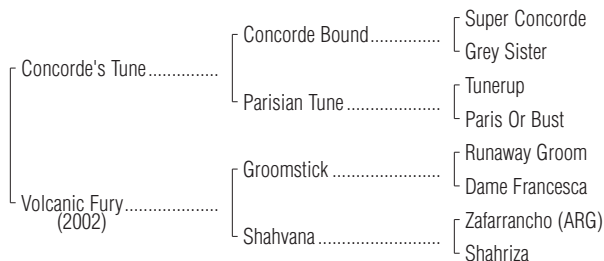 Super Concorde
Concorde Bound................
Grey Sister
Concorde's Tune................
Tunerup
Parisian Tune......................
Paris Or Bust
Runaway Groom
Groomstick .........................
Dame Francesca
Volcanic Fury......................
(2002)
Zafarrancho (ARG)
Shahvana.............................
Shahriza